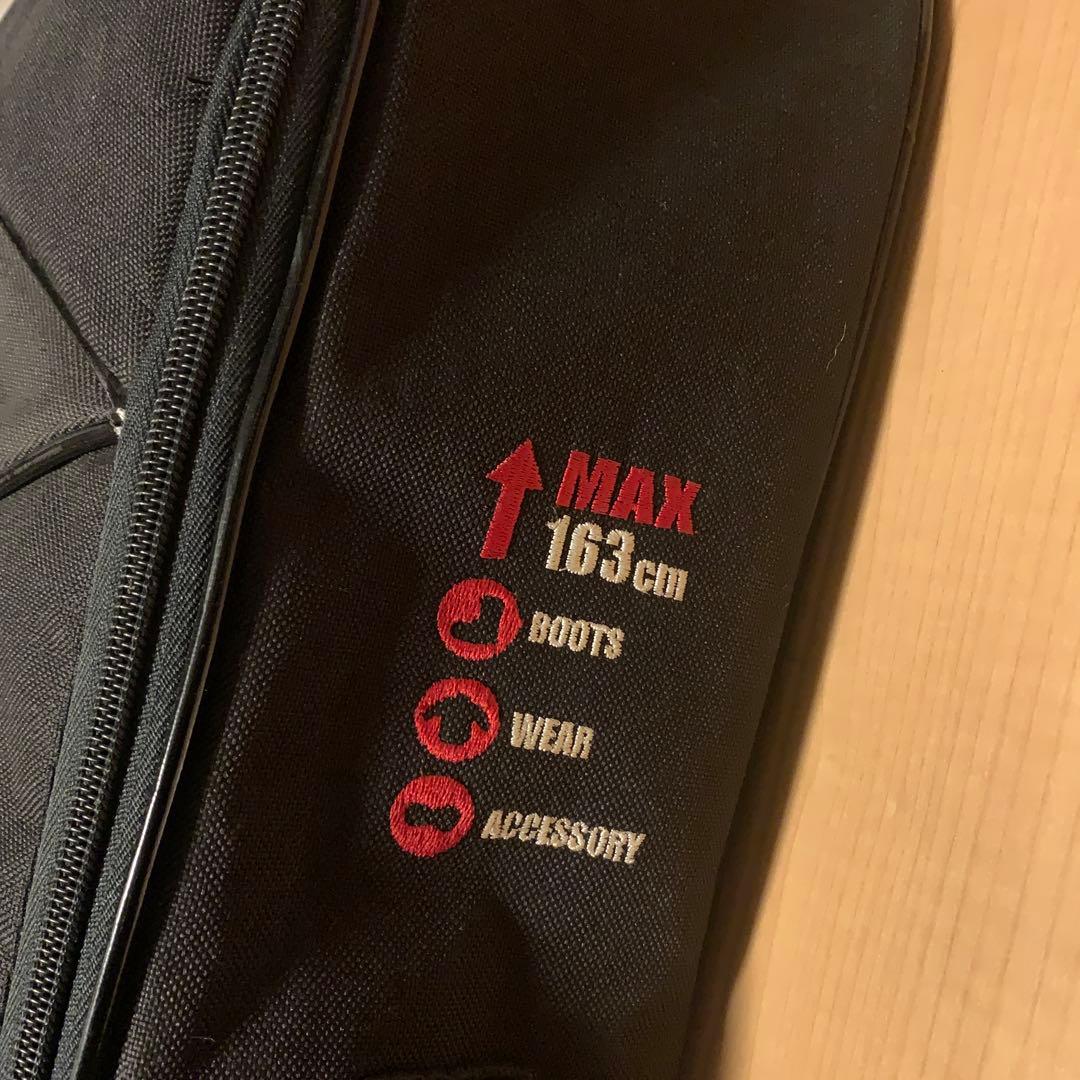 MAX
163cm
BOOTS
WEAR
ACCESSORY